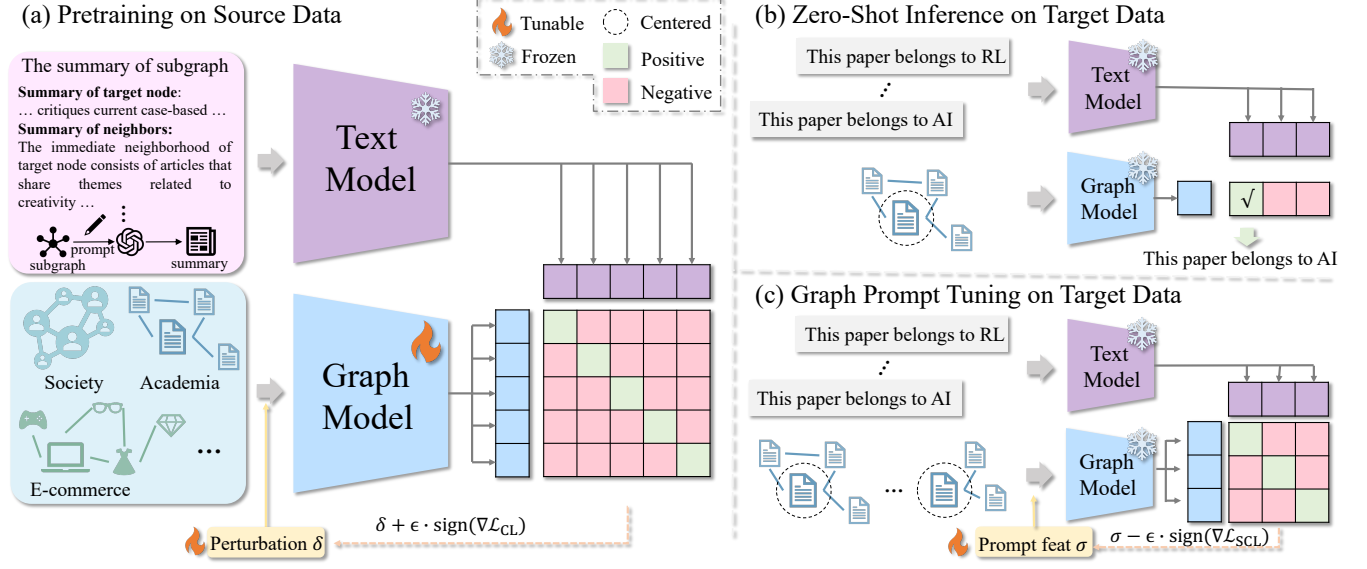 (a) Pretraining on Source Data
Tunable
Centered
Frozen
Positive
Negative
The summary of subgraph
Summary of target node:
… critiques current case-based …
Summary of neighbors:
The immediate neighborhood of
target node consists of articles that
share themes related to
creativity …
prompt
subgraph
summary
Text
Model
Society
Academia
E-commerce
...
Graph
Model
Perturbation δ
δ + ϵ · sign(∇ℒ_CL)
(b) Zero-Shot Inference on Target Data
This paper belongs to RL
This paper belongs to AI
Text
Model
Graph
Model
√
This paper belongs to AI
(c) Graph Prompt Tuning on Target Data
This paper belongs to RL
This paper belongs to AI
Text
Model
...
Graph
Model
Prompt feat σ
σ − ϵ · sign(∇ℒ_SCL)